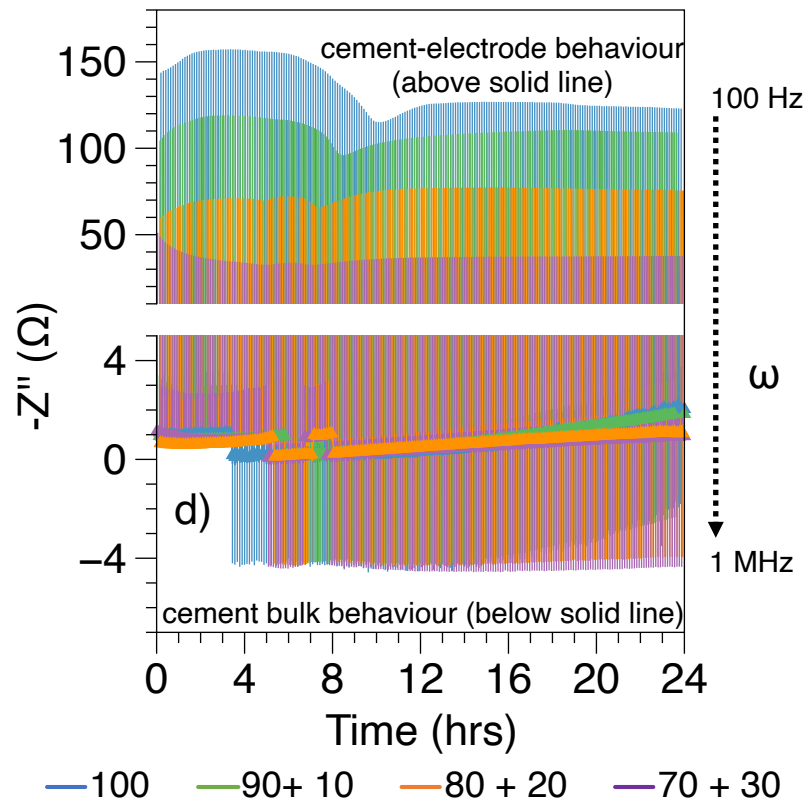 cement-electrode behaviour
(above solid line)
150
100
50
100 Hz
-Z'' (Ω)
4
0
−4
ω
d)
1 MHz
cement bulk behaviour (below solid line)
0 4 8 12 16 20 24
Time (hrs)
100 90+ 10 80 + 20 70 + 30